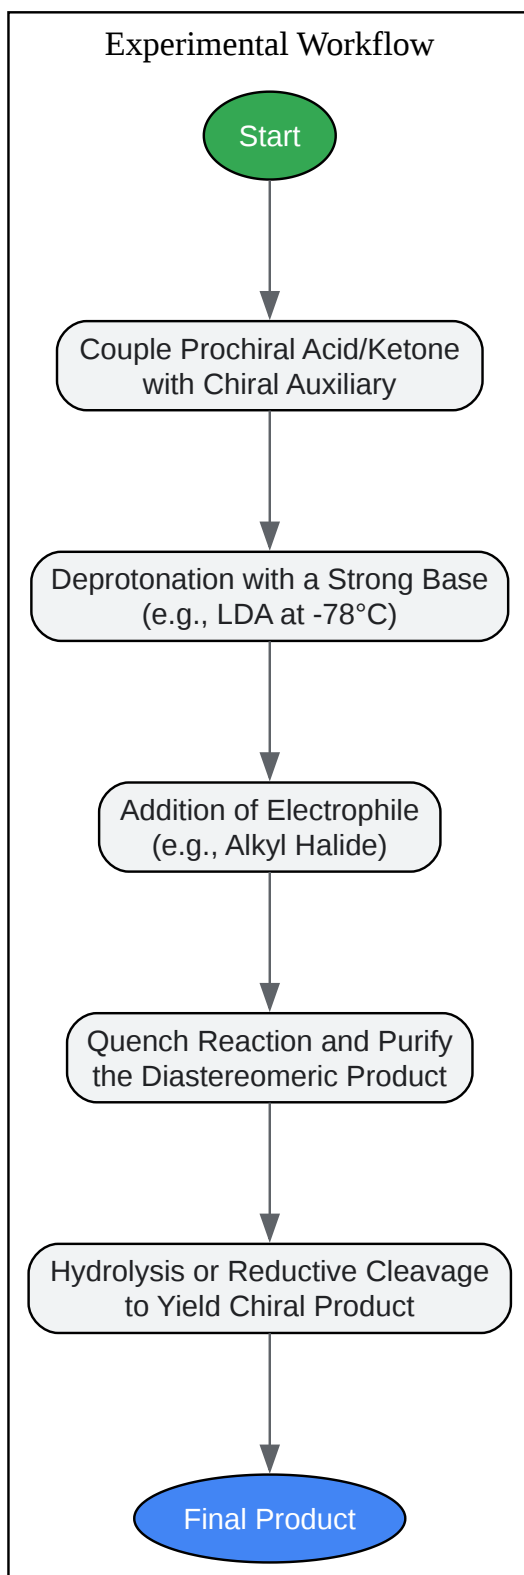 Experimental Workflow
Start
Couple Prochiral Acid/Ketone
with Chiral Auxiliary
Deprotonation with a Strong Base
(e.g., LDA at -78°C)
Addition of Electrophile
(e.g., Alkyl Halide)
Quench Reaction and Purify
the Diastereomeric Product
Hydrolysis or Reductive Cleavage
to Yield Chiral Product
Final Product